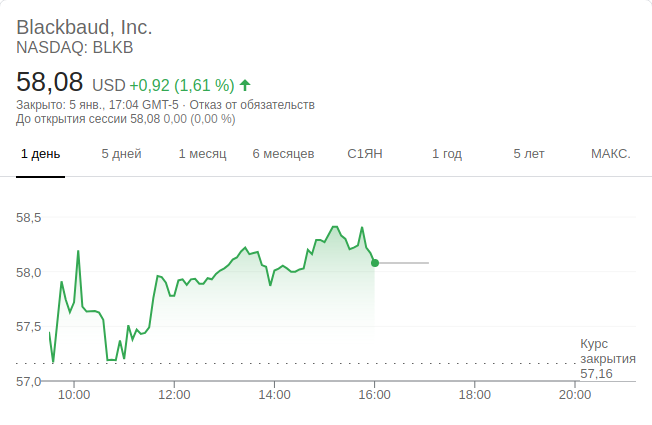 Blackbaud, Inc.
NASDAQ: BLKB
58,08 USD +0,92 (1,61 %)
Закрыто: 5 янв., 17:04 GMT-5 · Отказ от обязательств
До открытия сессии 58,08 0,00 (0,00 %)
1 день 5 дней 1 месяц 6 месяцев С1ЯН 1 год 5 лет МАКС.
58,5
58,0
57,5
57,0
Курс
закрытия
57,16
10:00 12:00 14:00 16:00 18:00 20:00